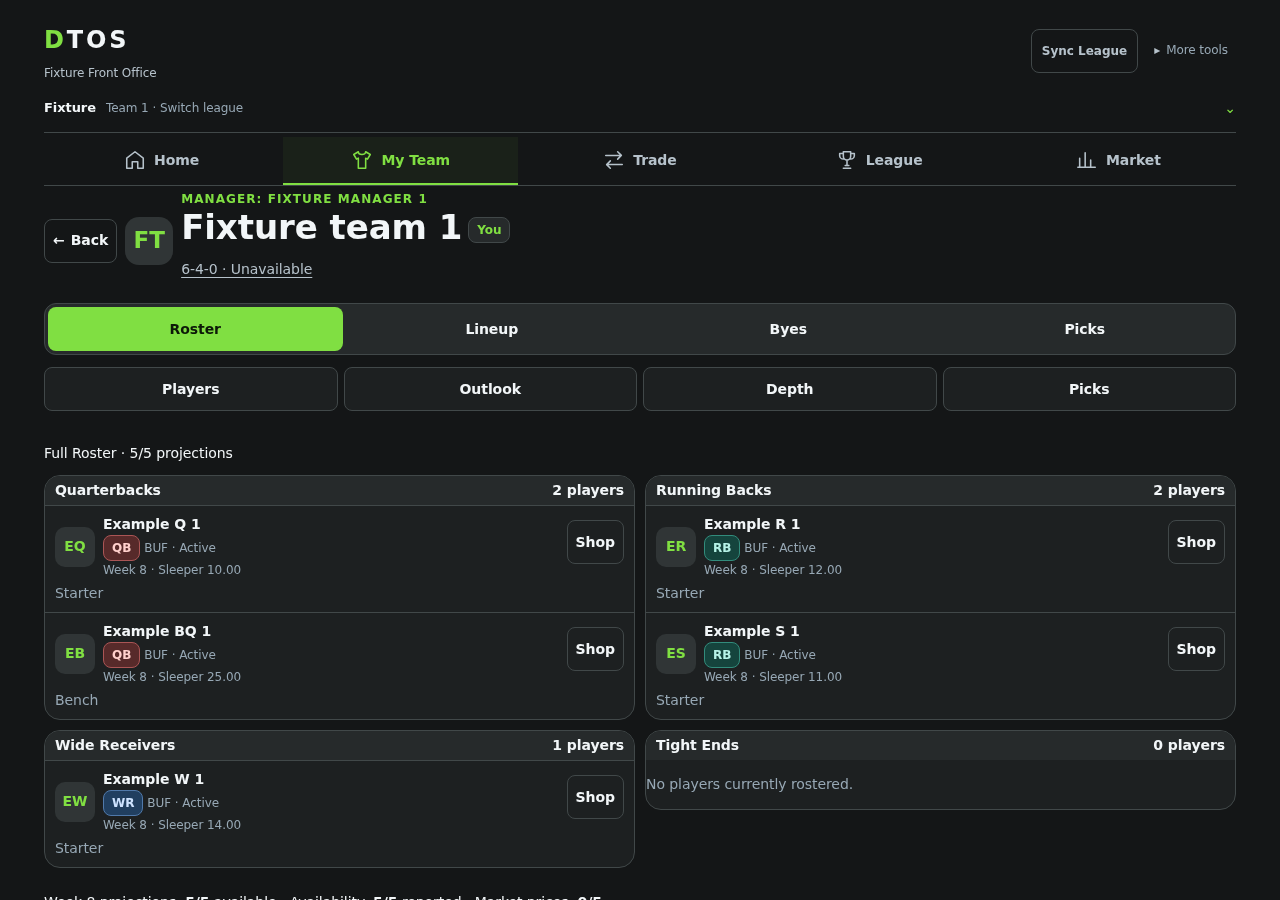 DTOS
Fixture Front Office
Sync League
▸ More tools
Fixture Team 1 · Switch league
Home
My Team
Trade
League
Market
← Back
FT
MANAGER: FIXTURE MANAGER 1
Fixture team 1 You
6-4-0 · Unavailable
Roster
Lineup
Byes
Picks
Players
Outlook
Depth
Picks
Full Roster · 5/5 projections
Quarterbacks 2 players
EQ
Example Q 1
QB BUF · Active
Week 8 · Sleeper 10.00
Shop
Starter
EB
Example BQ 1
QB BUF · Active
Week 8 · Sleeper 25.00
Shop
Bench
Running Backs 2 players
ER
Example R 1
RB BUF · Active
Week 8 · Sleeper 12.00
Shop
Starter
ES
Example S 1
RB BUF · Active
Week 8 · Sleeper 11.00
Shop
Starter
Wide Receivers 1 players
EW
Example W 1
WR BUF · Active
Week 8 · Sleeper 14.00
Shop
Starter
Tight Ends 0 players
No players currently rostered.